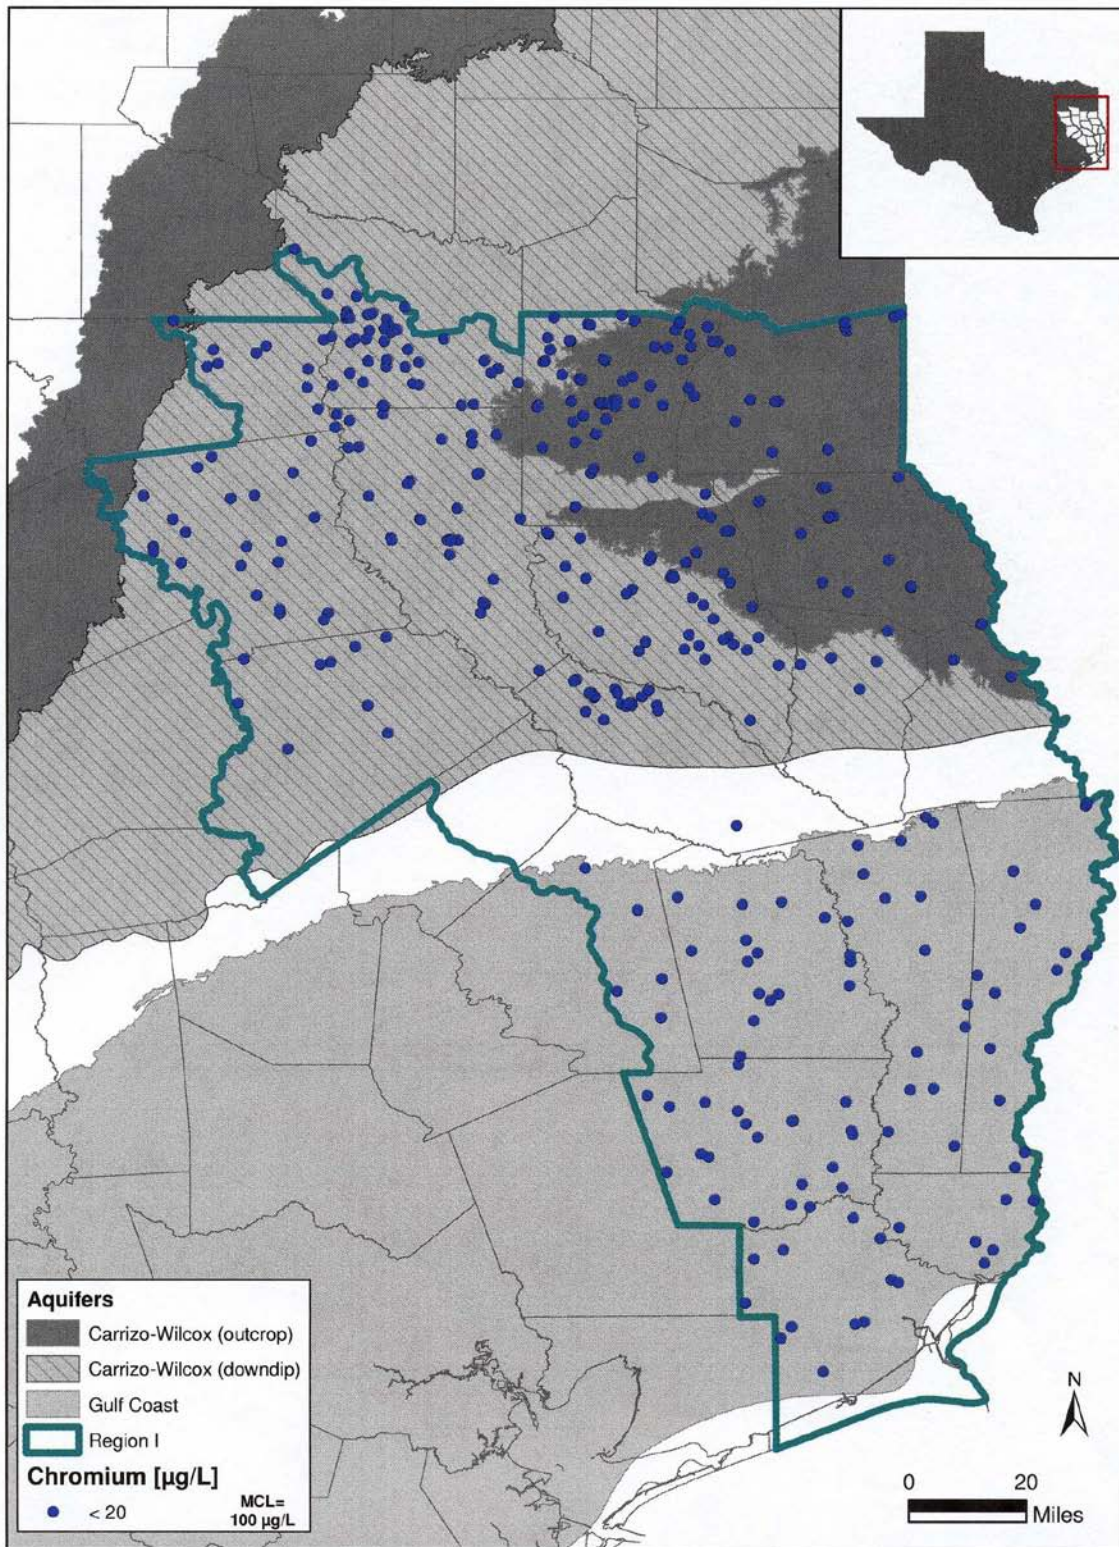 Aquifers
Carrizo-Wilcox (outcrop)
Carrizo-Wilcox (downdip)
Gulf Coast
Region I
Chromium [µg/L]
< 20
MCL=
100 µg/L
N
0 20
Miles